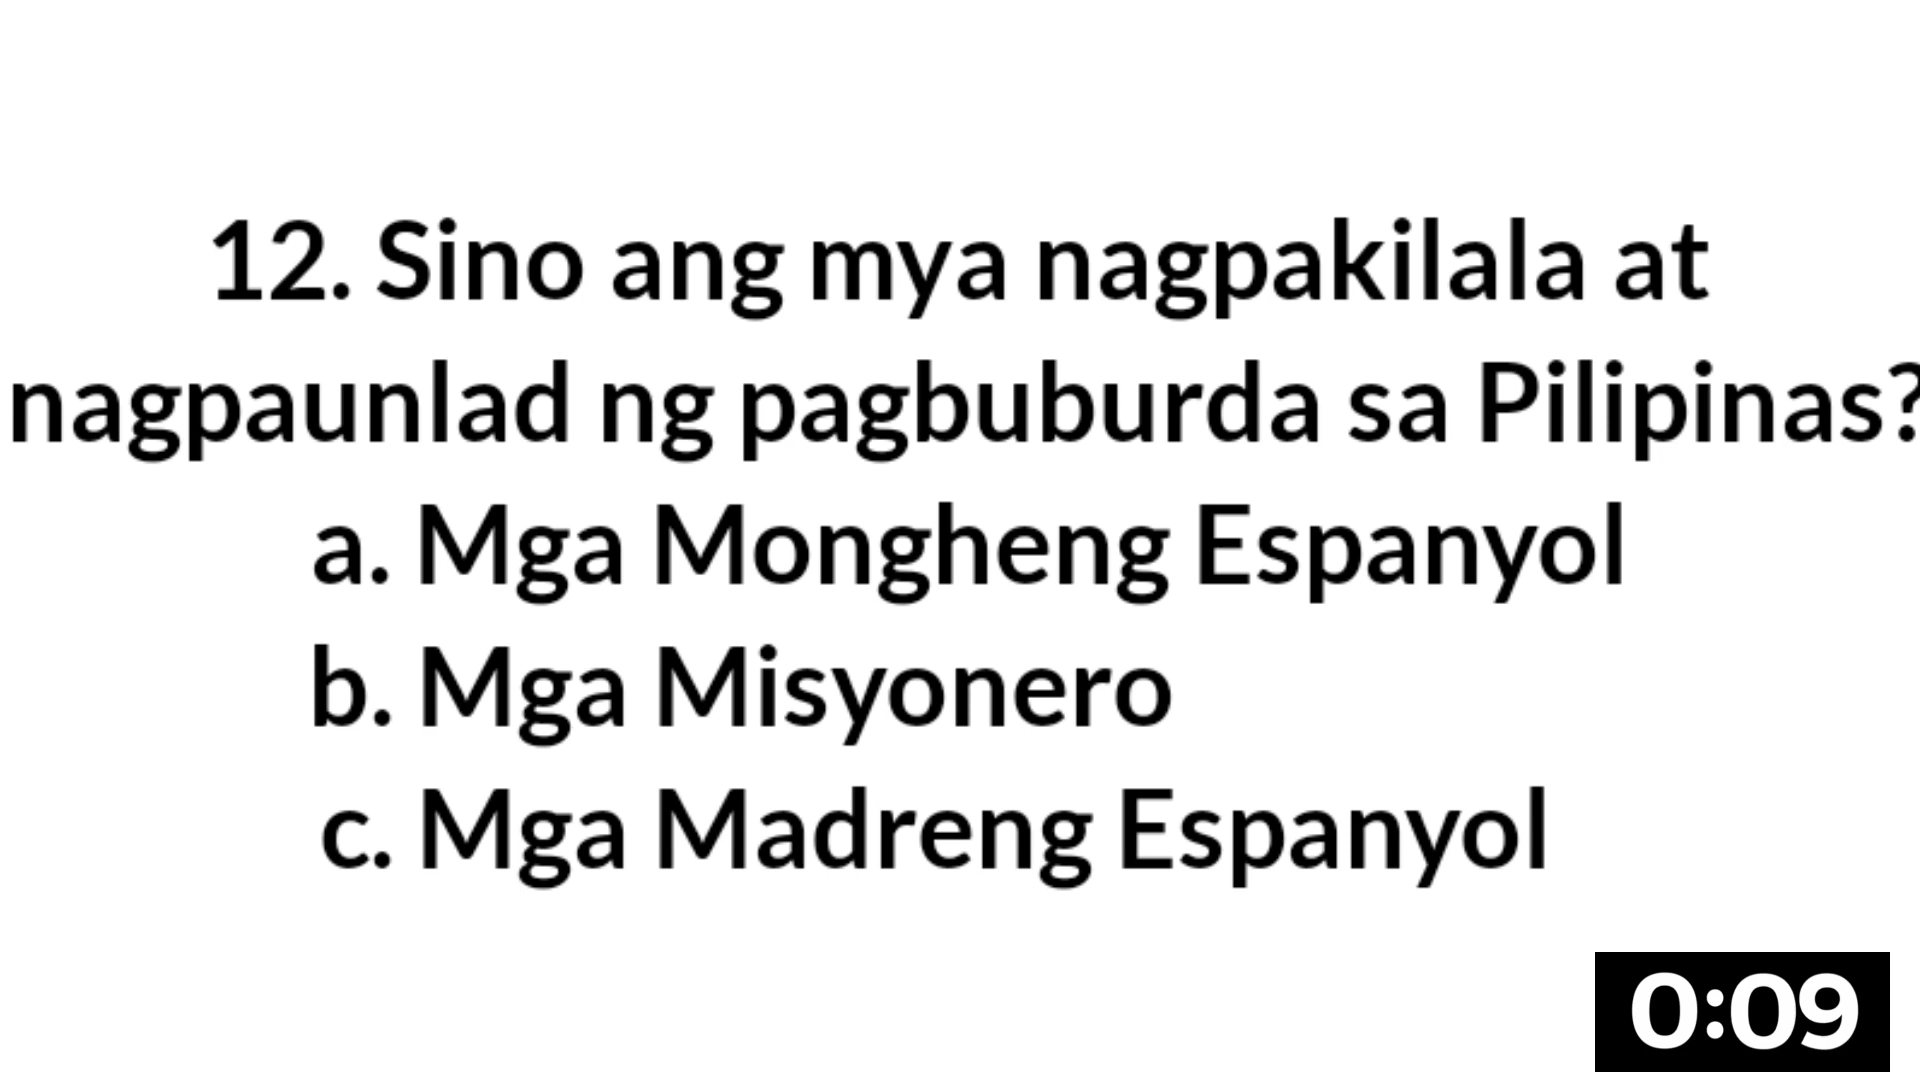 12. Sino ang mya nagpakilala at
nagpaunlad ng pagbuburda sa Pilipinas?
a. Mga Mongheng Espanyol
b. Mga Misyonero
c. Mga Madreng Espanyol
0:09